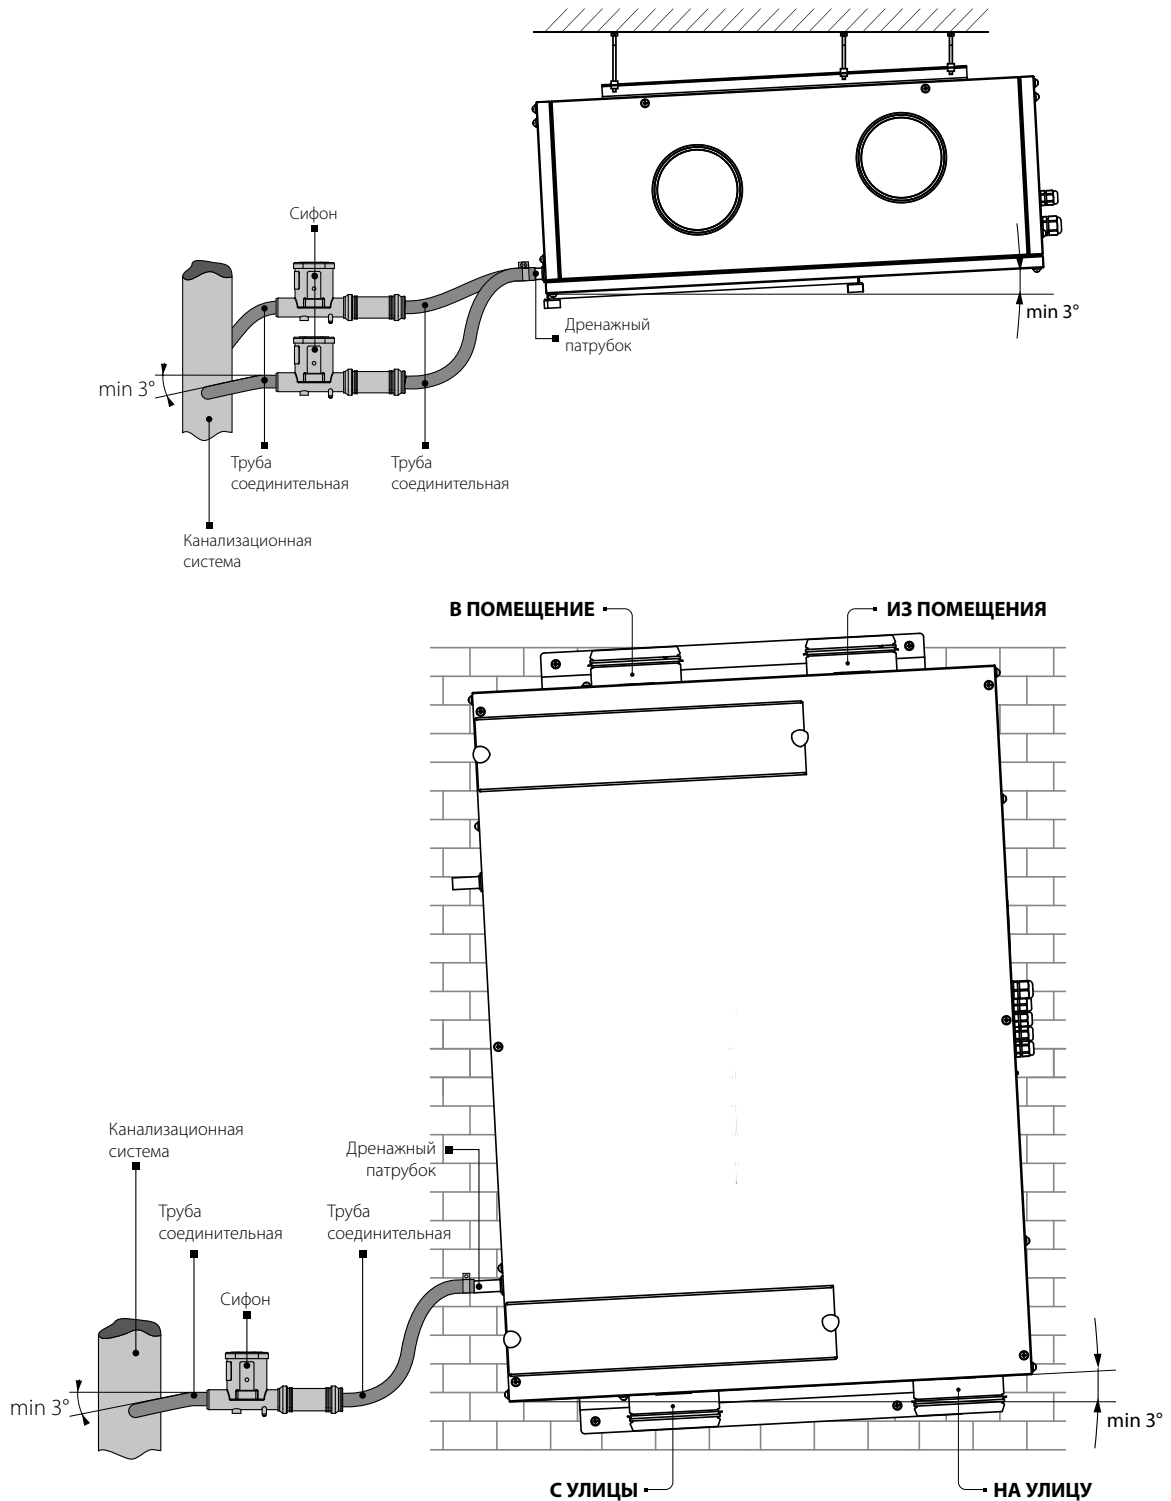 Сифон
min 3°
Дренажный
патрубок
min 3°
Труба
соединительная
Труба
соединительная
Канализационная
система
В ПОМЕЩЕНИЕ
ИЗ ПОМЕЩЕНИЯ
Канализационная
система
Дренажный
патрубок
Труба
соединительная
Труба
соединительная
Сифон
min 3°
min 3°
С УЛИЦЫ
НА УЛИЦУ